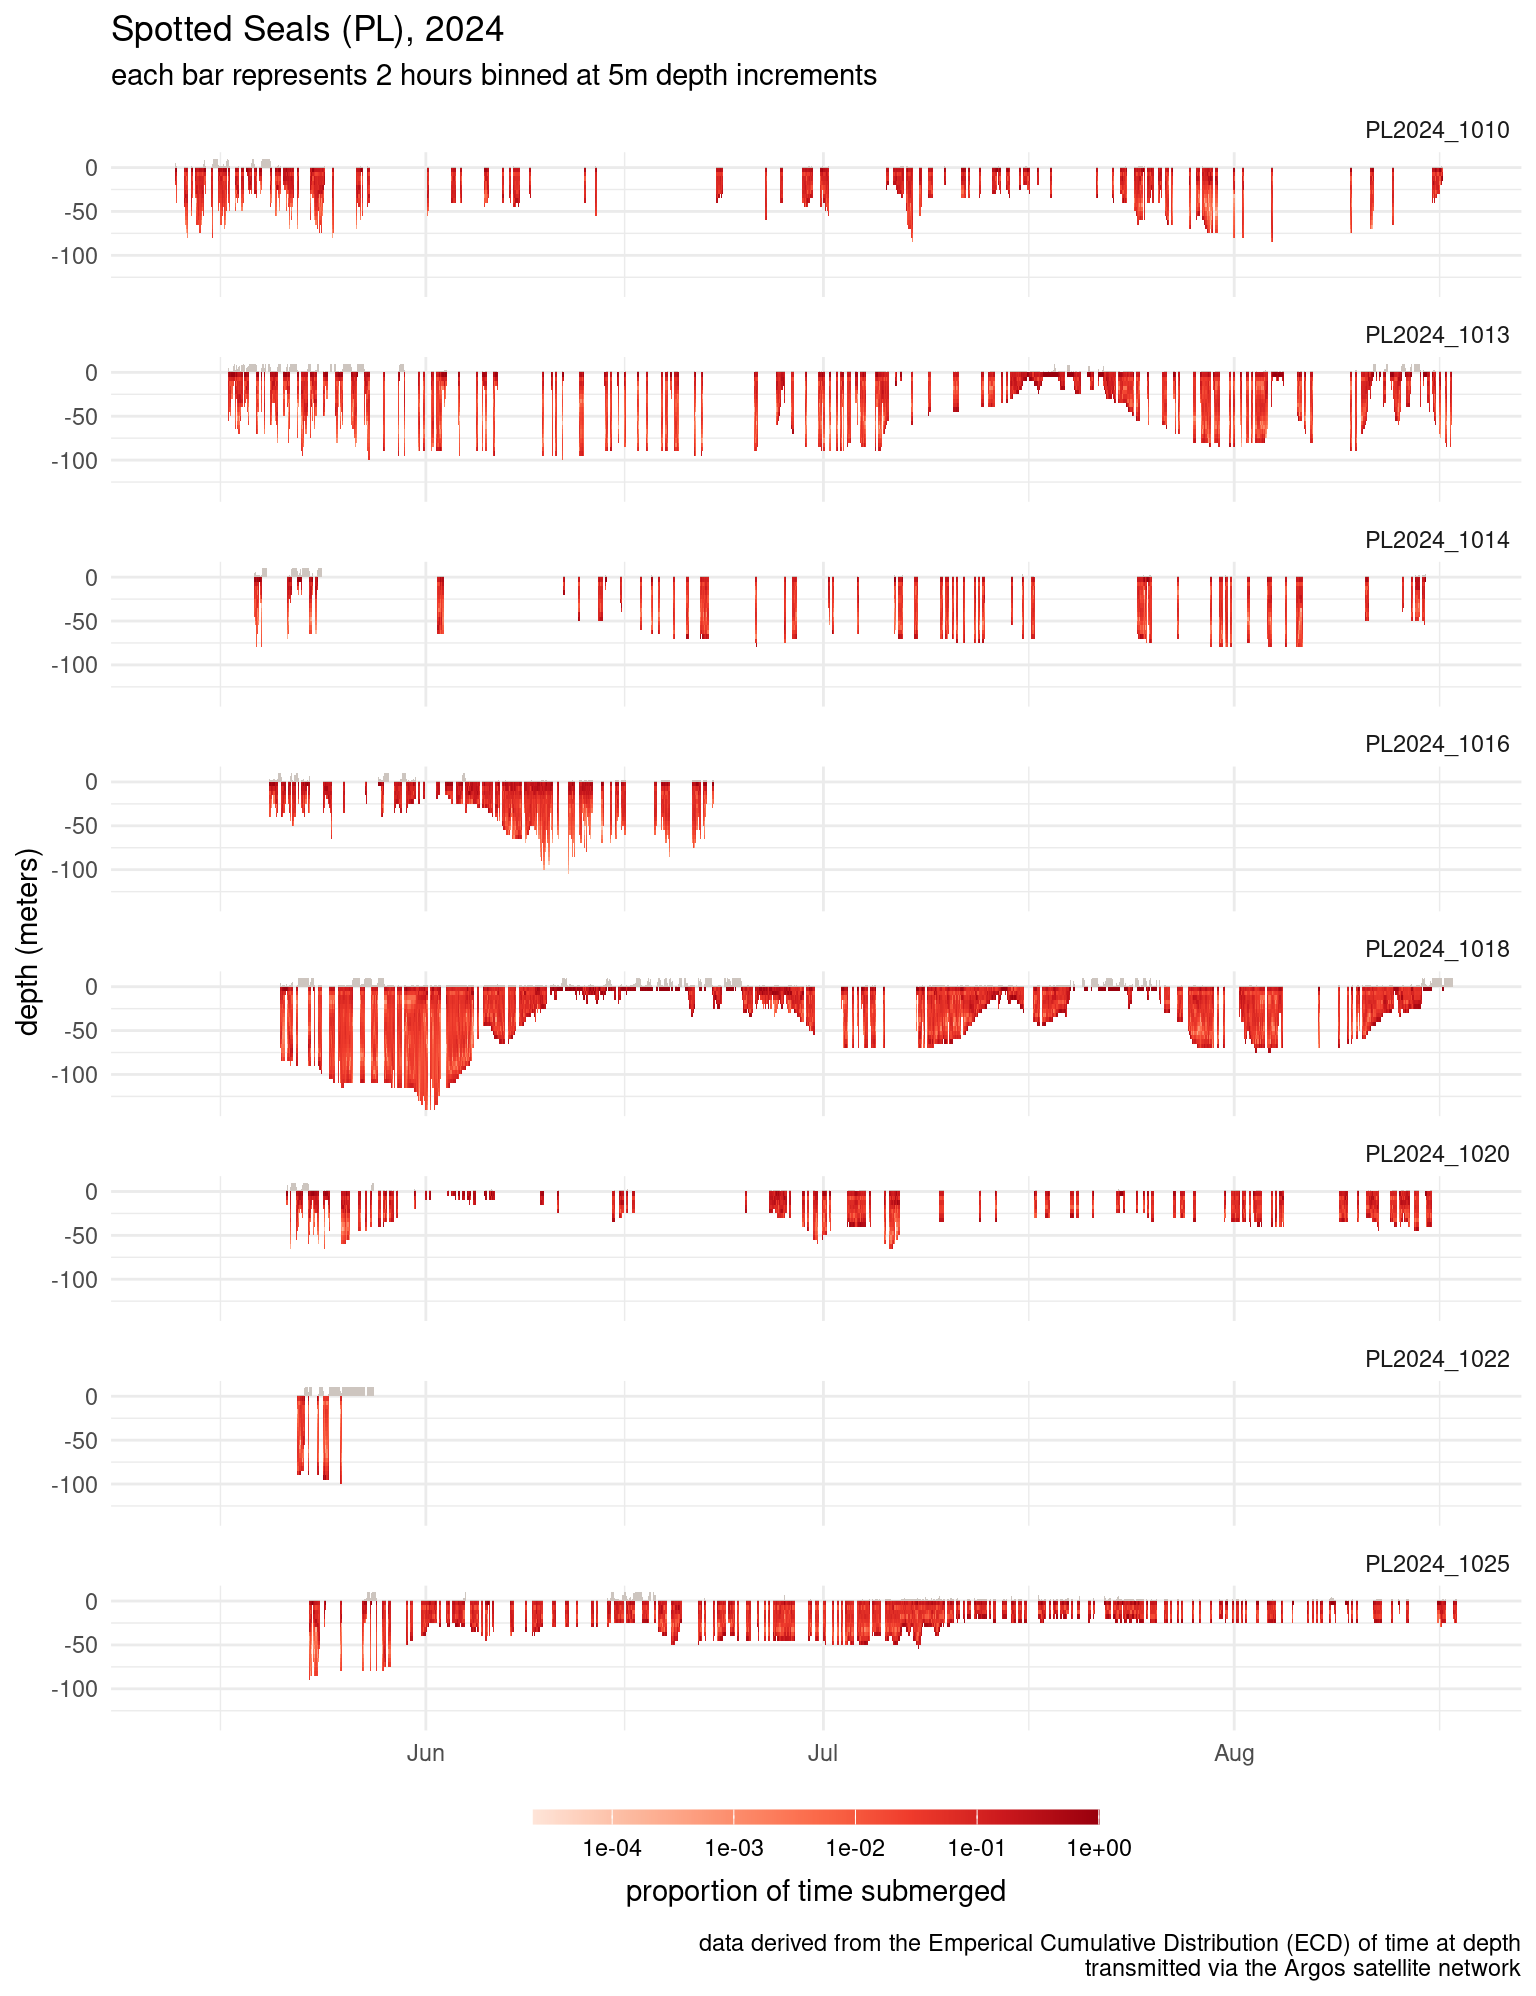 Spotted Seals (PL), 2024
each bar represents 2 hours binned at 5m depth increments
PL2024_1010
0
-50
-100
PL2024_1013
0
-50
-100
PL2024_1014
0
-50
-100
PL2024_1016
0
-50
-100
PL2024_1018
0
-50
-100
PL2024_1020
0
-50
-100
PL2024_1022
0
-50
-100
PL2024_1025
0
-50
-100
depth (meters)
Jun Jul Aug
1e-04 1e-03 1e-02 1e-01 1e+00
proportion of time submerged
data derived from the Emperical Cumulative Distribution (ECD) of time at depth
transmitted via the Argos satellite network